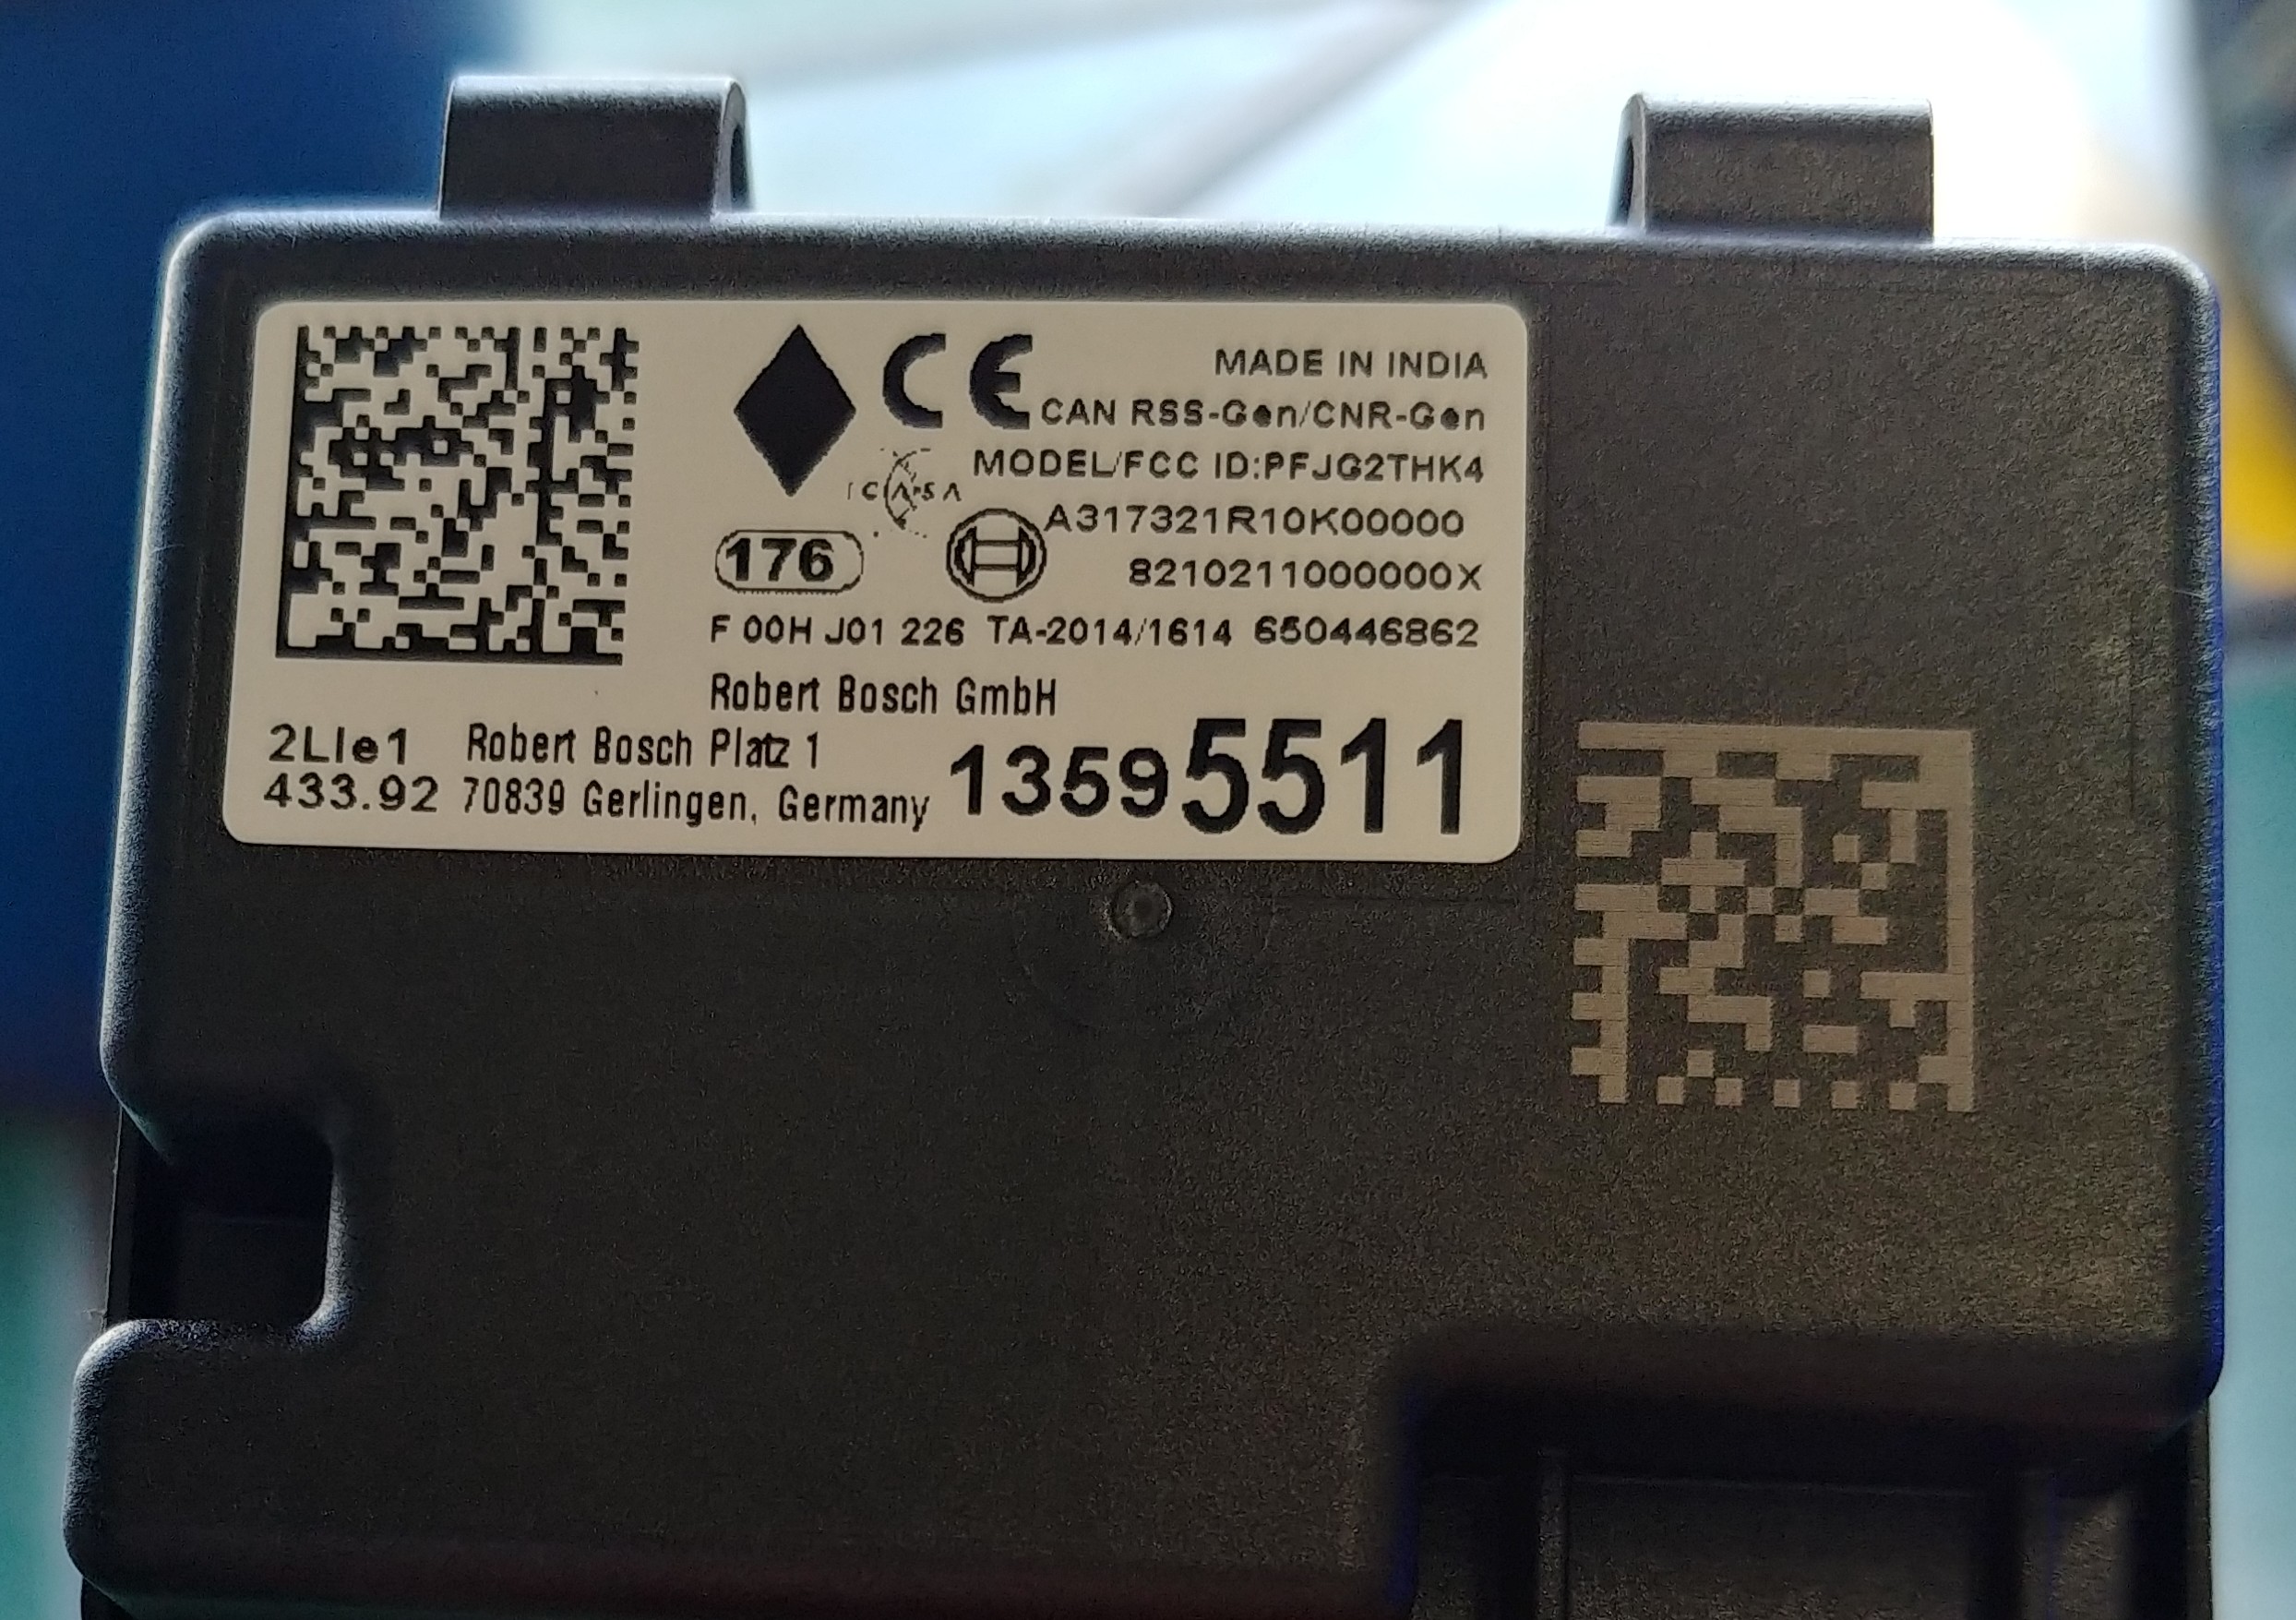 CE
MADE IN INDIA
CAN RSS-Gen/CNR-Gen
MODEL/FCC ID:PFJG2THK4
ICASA
A317321R10K00000
176
8210211000000X
F 00H J01 226 TA-2014/1614 650446862
Robert Bosch GmbH
2LIe1 Robert Bosch Platz 1
433.92 70839 Gerlingen, Germany
13595511